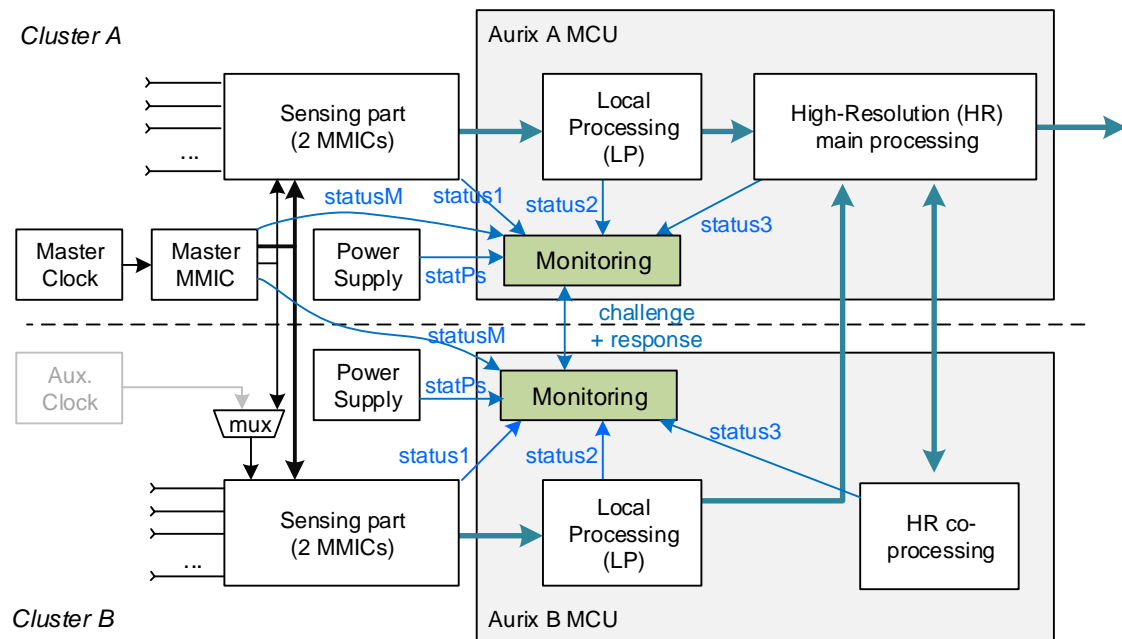 Cluster A
Aurix A MCU
Sensing part
(2 MMICs)
Local
Processing
(LP)
High-Resolution (HR)
main processing
...
statusM
status1
status2
status3
Master
Clock
Master
MMIC
Power
Supply
statPs
Monitoring
challenge
+ response
statusM
Aux.
Clock
Power
Supply
statPs
Monitoring
mux
status1
status2
status3
Sensing part
(2 MMICs)
Local
Processing
(LP)
HR co-
processing
...
Cluster B
Aurix B MCU